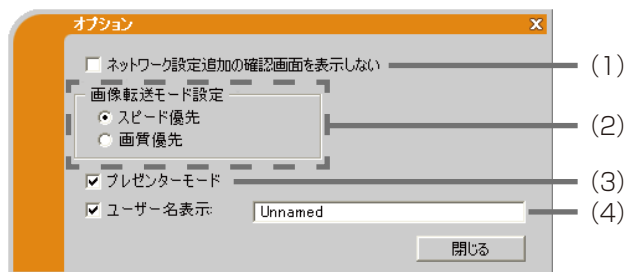 オプション X
ネットワーク設定追加の確認画面を表示しない (1)
画像転送モード設定
スピード優先 (2)
画質優先
プレゼンターモード (3)
ユーザー名表示: Unnamed (4)
閉じる